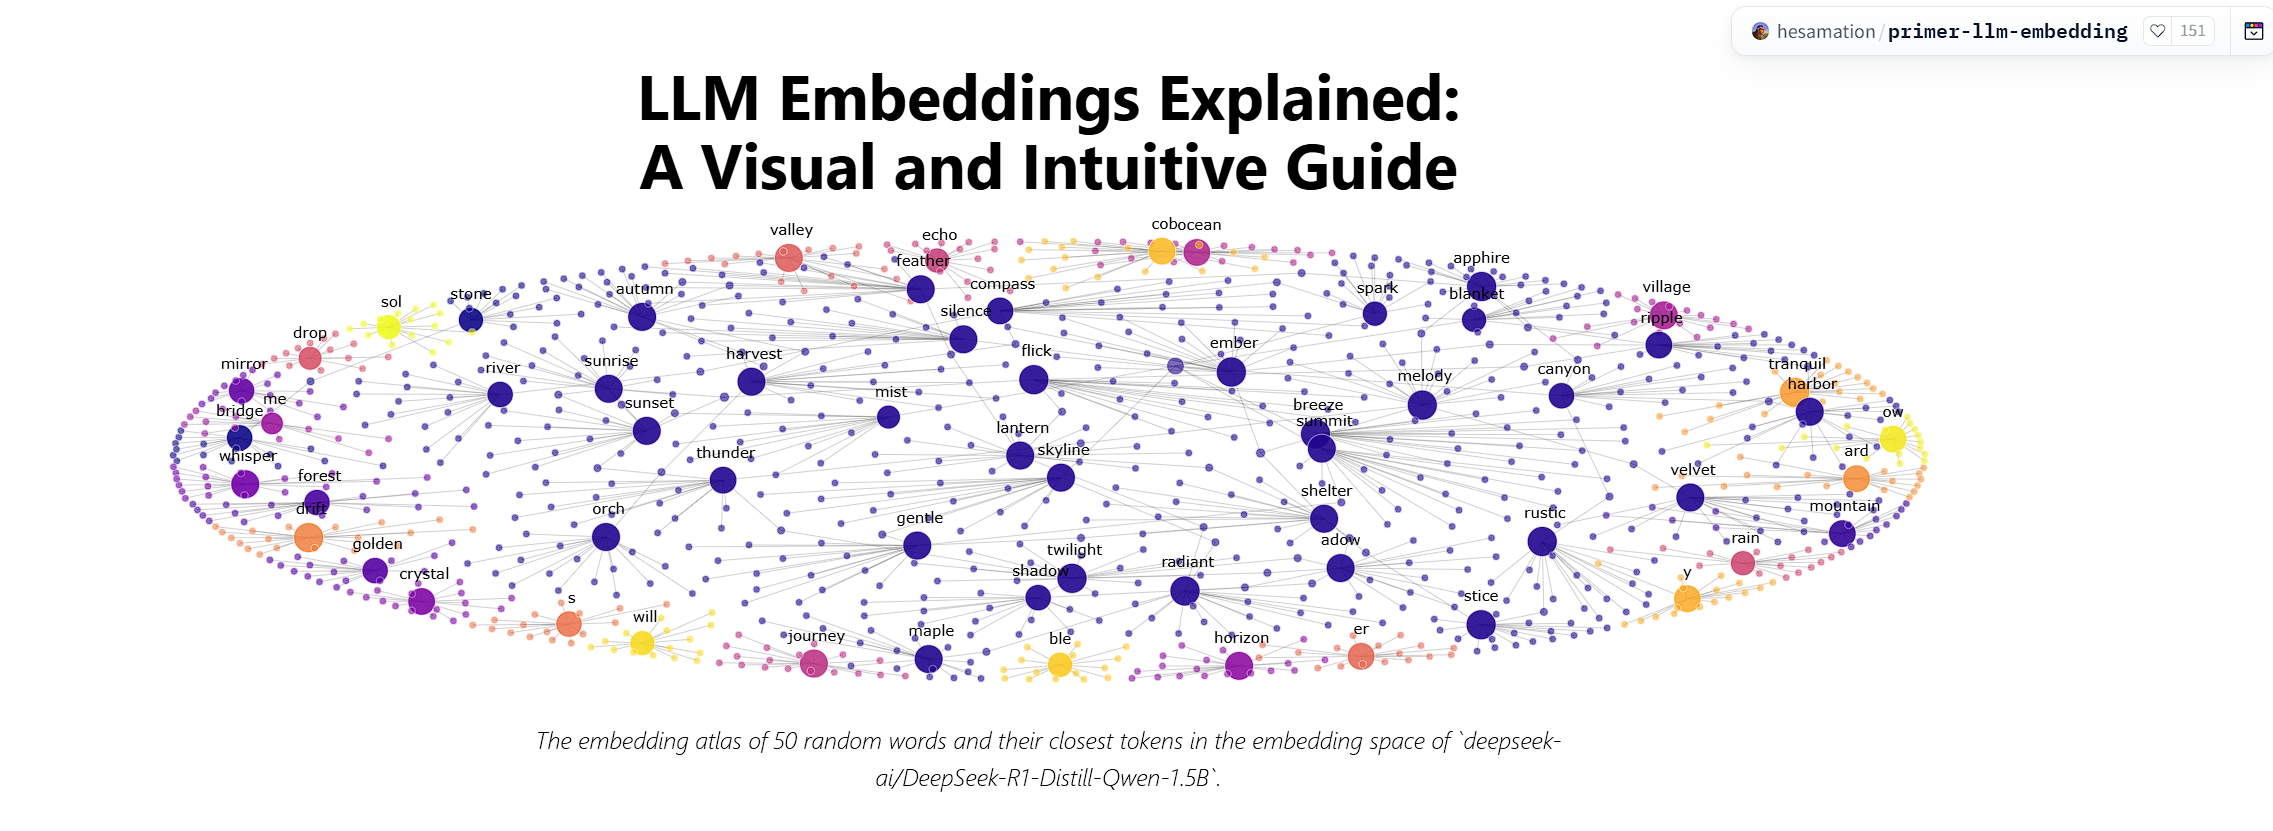 hesamation/primer-llm-embedding 151
LLM Embeddings Explained:
A Visual and Intuitive Guide
valley
echo
cob
ocean
feather
apphire
compass
autumn
stone
sol
spark
blanket
village
silence
ripple
drop
mirror
sunrise
harvest
flick
ember
river
melody
canyon
tranquil
harbor
me
bridge
sunset
mist
breeze
summit
ow
lantern
skyline
thunder
whisper
forest
ard
velvet
shelter
mountain
drift
orch
gentle
rustic
golden
twilight
adow
rain
crystal
shadow
radiant
y
s
will
stice
journey
maple
ble
horizon
er
The embedding atlas of 50 random words and their closest tokens in the embedding space of `deepseek-
ai/DeepSeek-R1-Distill-Qwen-1.5B`.